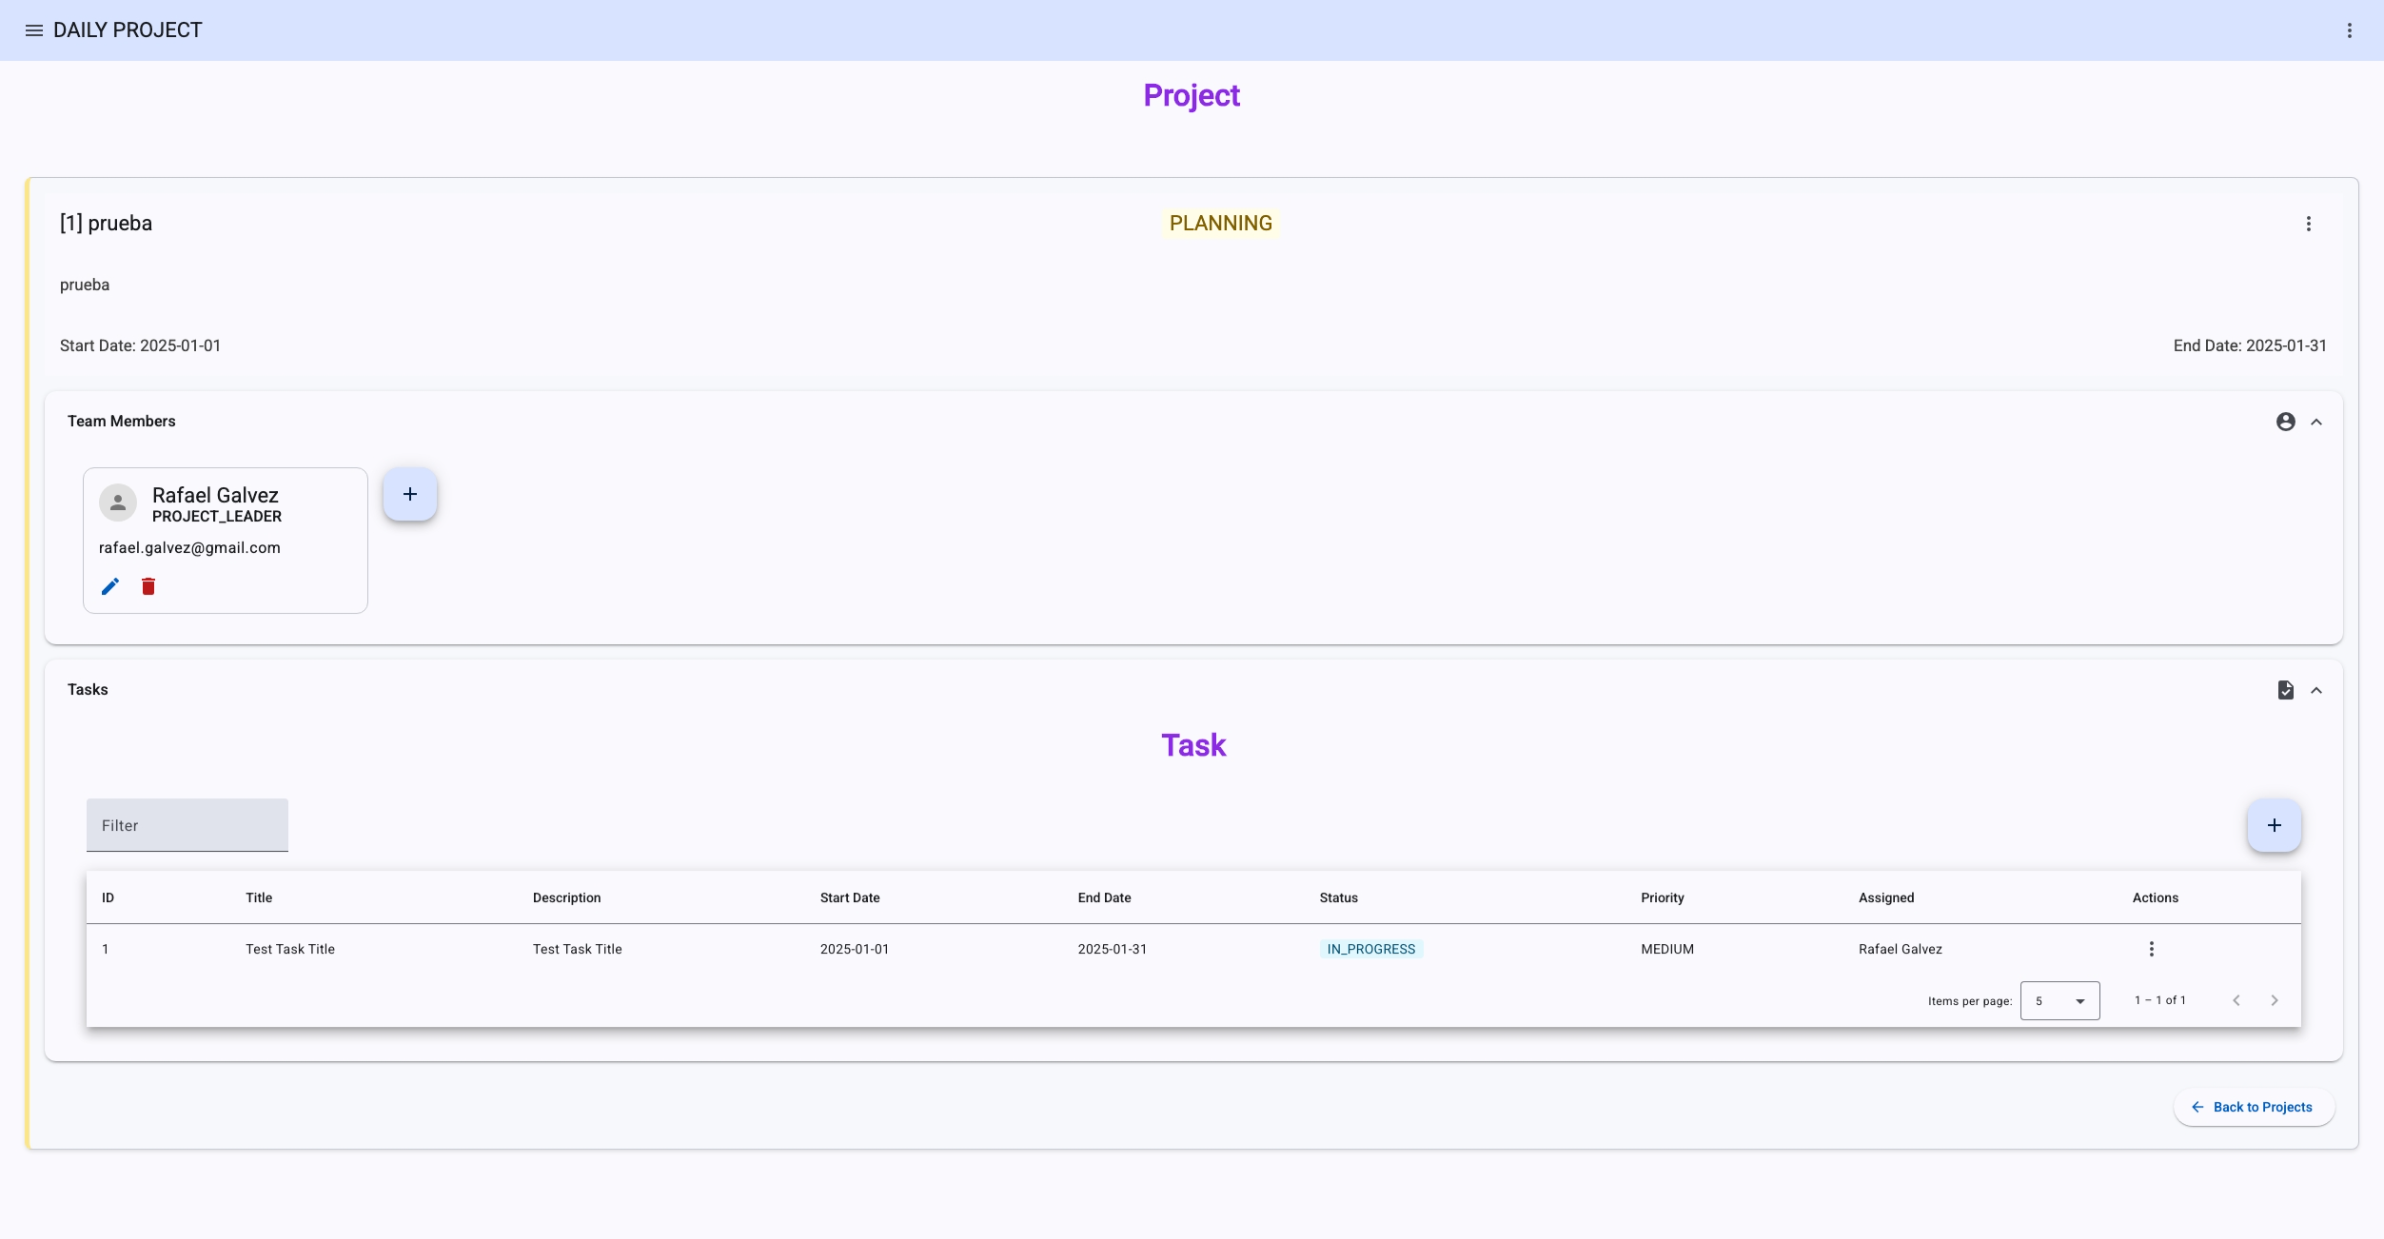 DAILY PROJECT
Project
[1] prueba PLANNING
prueba
Start Date: 2025-01-01 End Date: 2025-01-31
Team Members
Rafael Galvez
PROJECT_LEADER
rafael.galvez@gmail.com
Tasks
Task
Filter
ID Title Description Start Date End Date Status Priority Assigned Actions
1 Test Task Title Test Task Title 2025-01-01 2025-01-31 IN_PROGRESS MEDIUM Rafael Galvez
Items per page: 5 1 – 1 of 1
Back to Projects